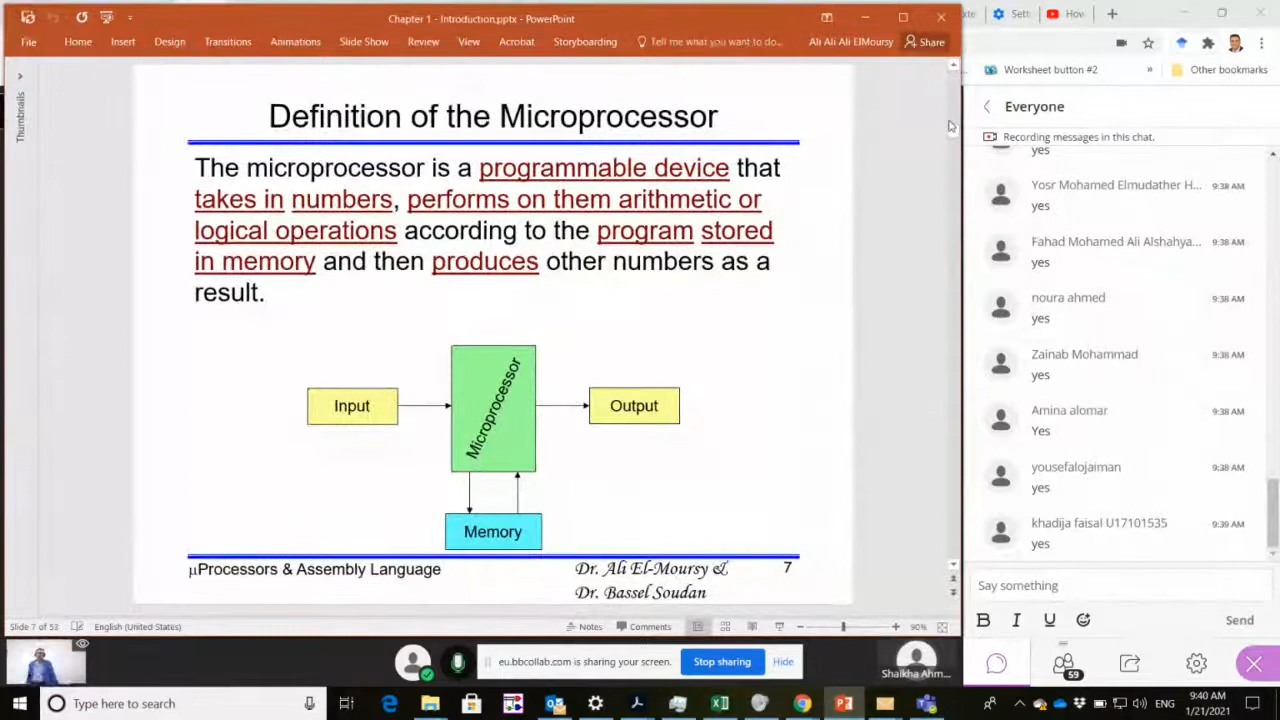 Chapter 1 - Introduction.pptx - PowerPoint
File Home Insert Design Transitions Animations Slide Show Review View Acrobat Storyboarding Tell me what you want to do... Ali Ali Ali ElMoursy Share
Thumbnails
Definition of the Microprocessor
The microprocessor is a programmable device that
takes in numbers, performs on them arithmetic or
logical operations according to the program stored
in memory and then produces other numbers as a
result.
Input
Microprocessor
Output
Memory
µProcessors & Assembly Language
Dr. Ali El-Moursy &
Dr. Bassel Soudan
7
Slide 7 of 53 English (United States) Notes Comments 90%
eu.bbcollab.com is sharing your screen. Stop sharing Hide
Shaikha Ahm...
Setti
How
Worksheet button #2 » Other bookmarks
Everyone
Recording messages in this chat.
yes
Yosr Mohamed Elmudather H... 9:38 AM
yes
Fahad Mohamed Ali Alshahya... 9:38 AM
yes
noura ahmed 9:38 AM
yes
Zainab Mohammad 9:38 AM
yes
Amina alomar 9:38 AM
Yes
yousefalojaiman 9:38 AM
yes
khadija faisal U17101535 9:39 AM
yes
Say something
B I U Send
59
Type here to search
ENG
9:40 AM
1/21/2021